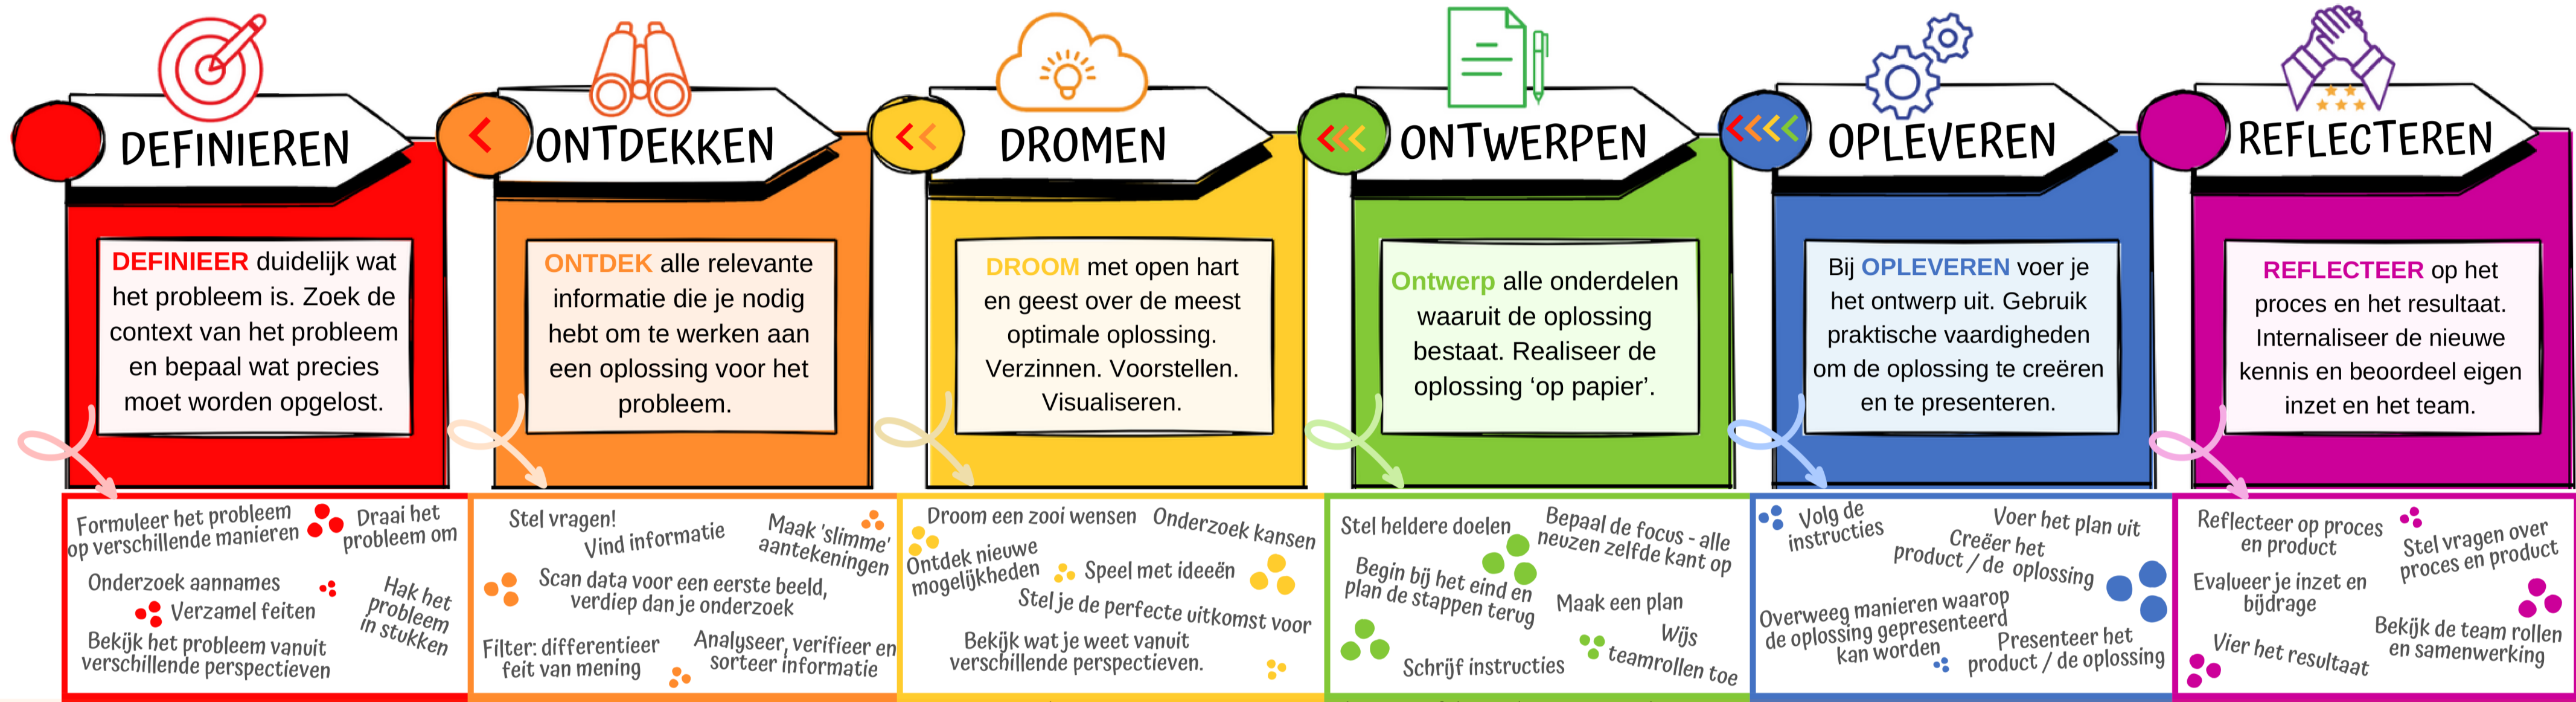 DEFINIEREN
DEFINIEER duidelijk wat
het probleem is. Zoek de
context van het probleem
en bepaal wat precies
moet worden opgelost.
Formuleer het probleem
op verschillende manieren
Draai het
probleem om
Onderzoek aannames
Verzamel feiten
Hak het
probleem
in stukken
Bekijk het probleem vanuit
verschillende perspectieven
ONTDEKKEN
ONTDEK alle relevante
informatie die je nodig
hebt om te werken aan
een oplossing voor het
probleem.
Stel vragen!
Vind informatie
Maak 'slimme'
aantekeningen
Scan data voor een eerste beeld,
verdiep dan je onderzoek
Filter: differentieer
feit van mening
Analyseer, verifieer en
sorteer informatie
DROMEN
DROOM met open hart
en geest over de meest
optimale oplossing.
Verzinnen. Voorstellen.
Visualiseren.
Droom een zooi wensen
Onderzoek kansen
Ontdek nieuwe
mogelijkheden
Speel met ideeën
Stel je de perfecte uitkomst voor
Bekijk wat je weet vanuit
verschillende perspectieven.
ONTWERPEN
Ontwerp alle onderdelen
waaruit de oplossing
bestaat. Realiseer de
oplossing ‘op papier’.
Stel heldere doelen
Bepaal de focus - alle
neuzen zelfde kant op
Begin bij het eind en
plan de stappen terug
Maak een plan
Wijs
teamrollen toe
Schrijf instructies
OPLEVEREN
Bij OPLEVEREN voer je
het ontwerp uit. Gebruik
praktische vaardigheden
om de oplossing te creëren
en te presenteren.
Volg de
instructies
Voer het plan uit
Creëer het
product / de oplossing
Overweeg manieren waarop
de oplossing gepresenteerd
kan worden
Presenteer het
product / de oplossing
REFLECTEREN
REFLECTEER op het
proces en het resultaat.
Internaliseer de nieuwe
kennis en beoordeel eigen
inzet en het team.
Reflecteer op proces
en product
Stel vragen over
proces en product
Evalueer je inzet en
bijdrage
Bekijk de team rollen
en samenwerking
Vier het resultaat